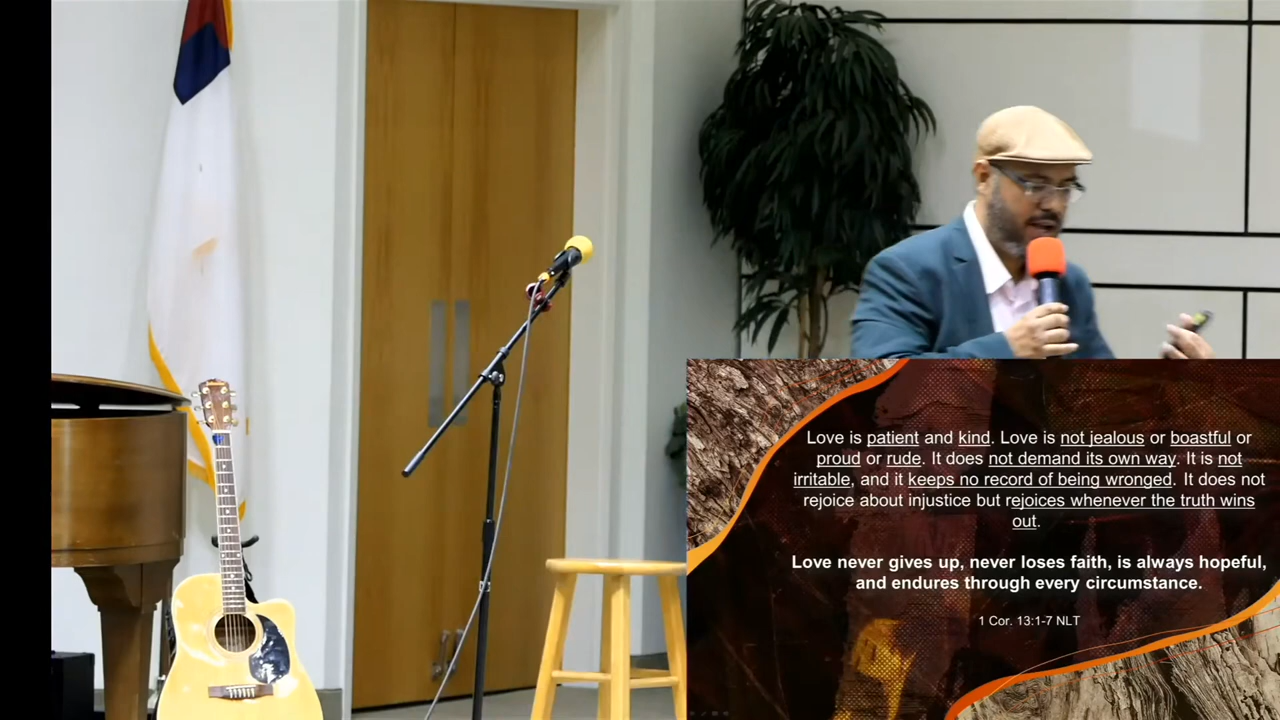 Love is patient and kind. Love is not jealous or boastful or
proud or rude. It does not demand its own way. It is not
irritable, and it keeps no record of being wronged. It does not
rejoice about injustice but rejoices whenever the truth wins
out.
Love never gives up, never loses faith, is always hopeful,
and endures through every circumstance.
1 Cor. 13:1-7 NLT